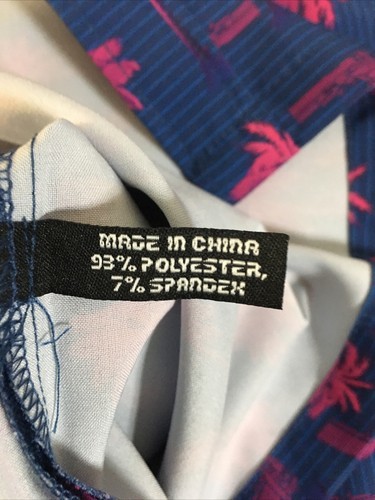 MADE IN CHINA
93% POLYESTER,
7% SPANDEX